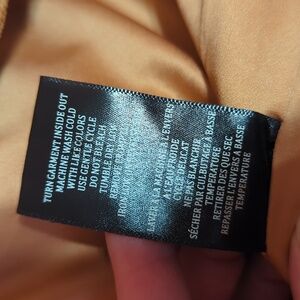 TURN GARMENT INSIDE OUT
MACHINE WASH COLD
WITH LIKE COLORS
USE GENTLE CYCLE
DO NOT BLEACH
TUMBLE DRY LOW
REMOVE
IRON
LAVER À LA MACHINE À L'ENVERS
À L'EAU
CYCLE DÉLICAT
NE PAS BLANCHIR
SÉCHER PAR CULBUTAGE À BASSE
TEMPÉRATURE
RETIRER DÈS QUE SEC
REPASSER À L'ENVERS À BASSE
TEMPÉRATURE